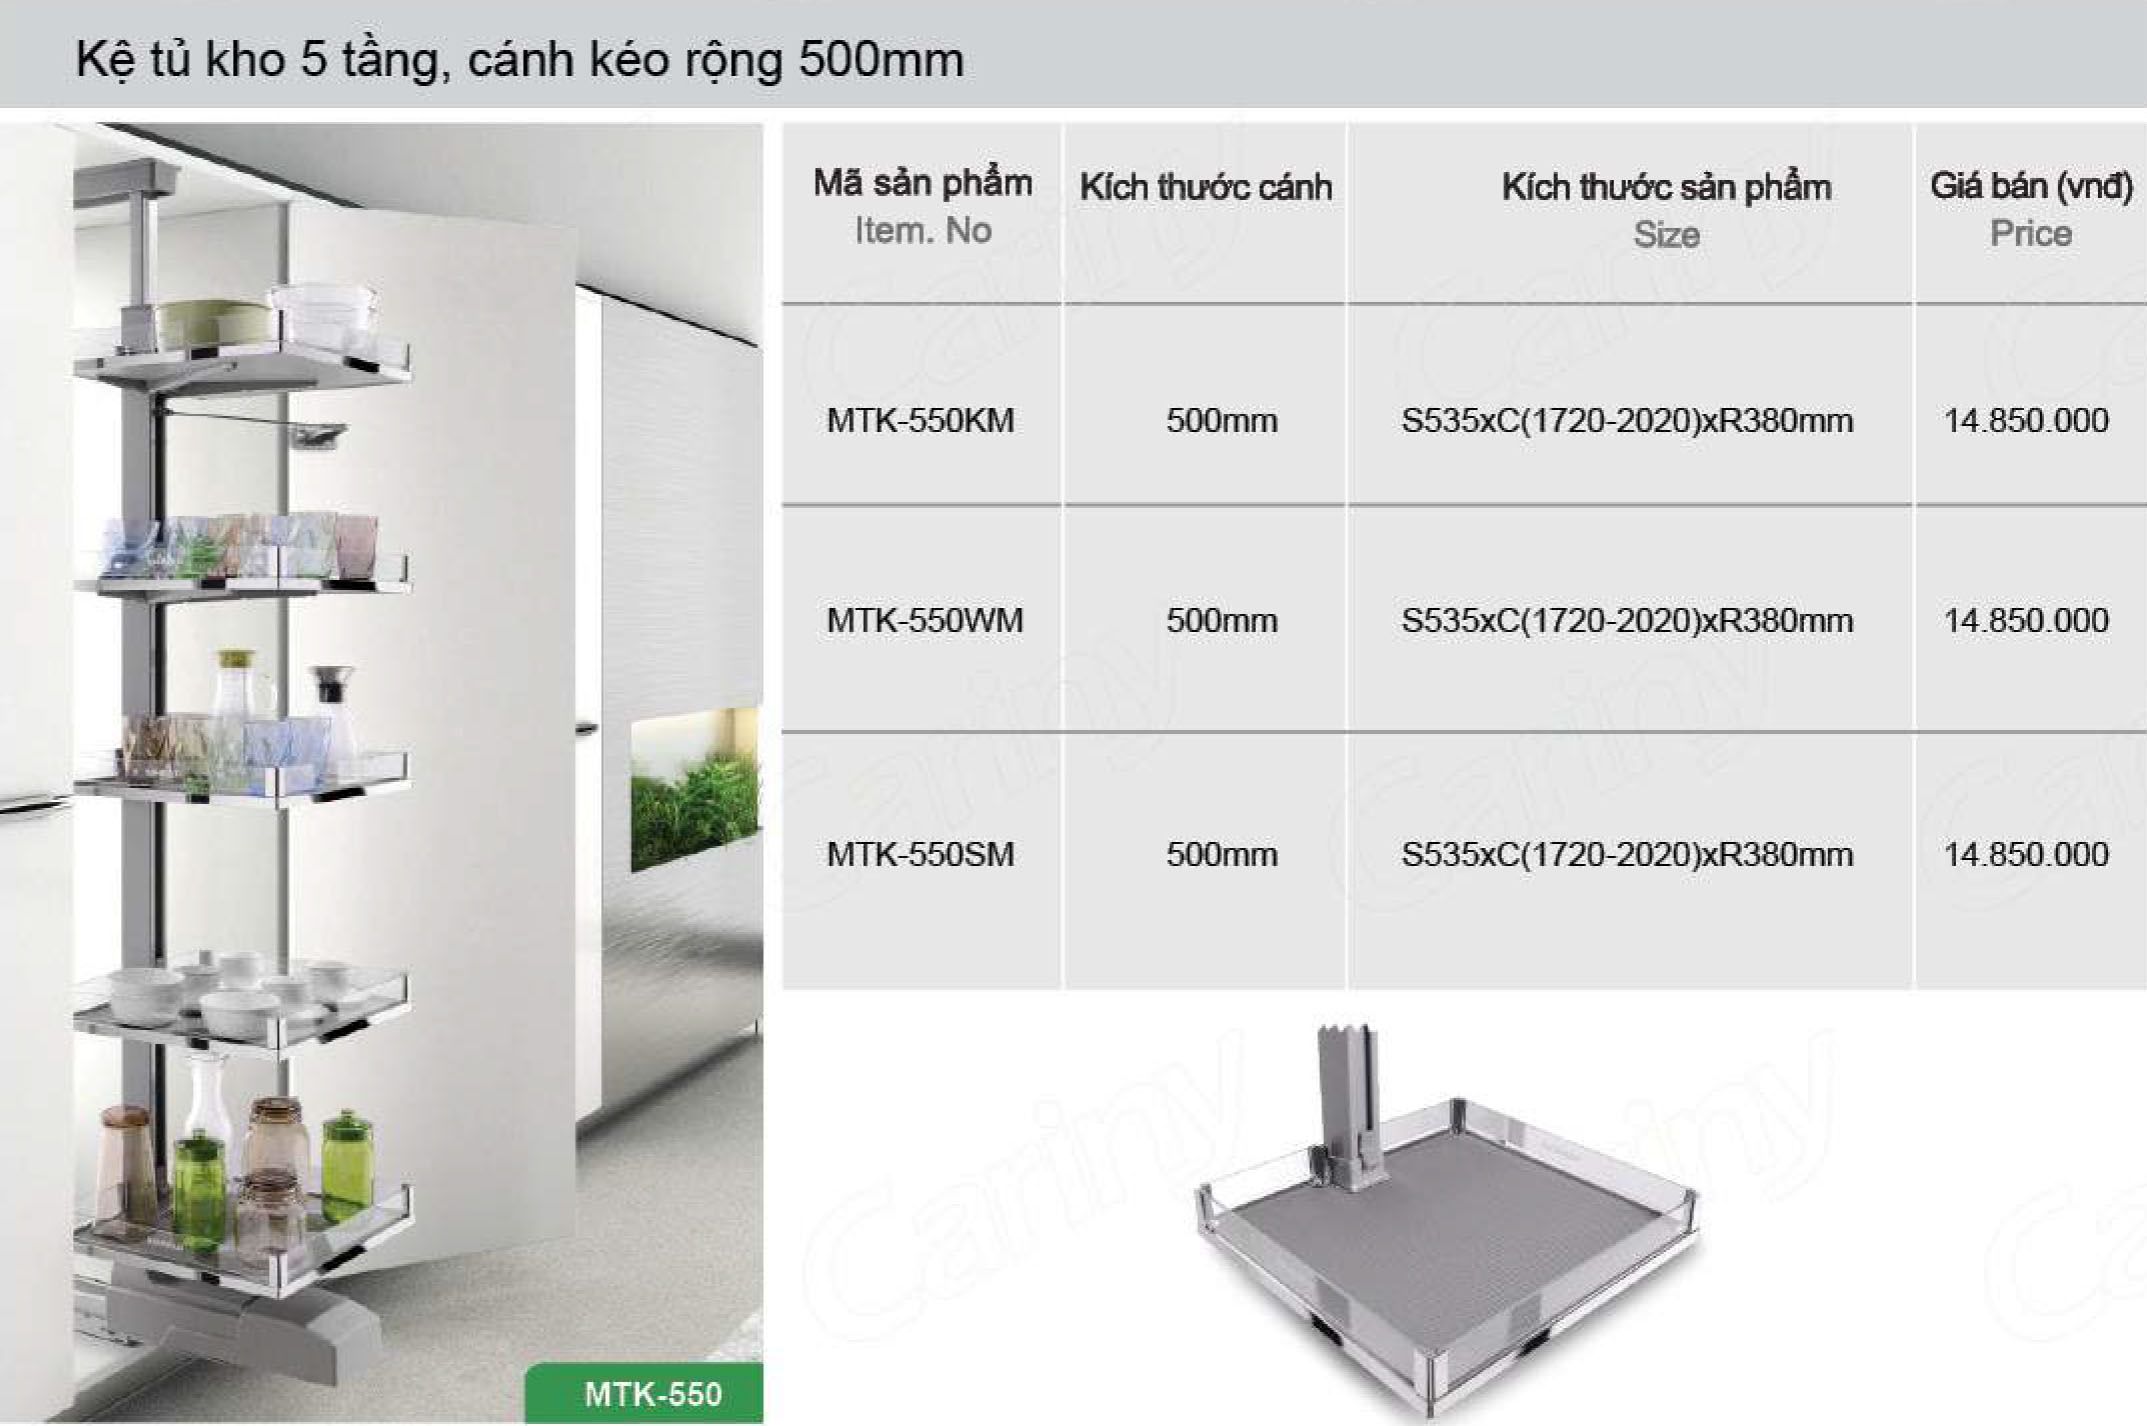 Kệ tủ kho 5 tầng, cánh kéo rộng 500mm
Mã sản phẩm Kích thước cánh Kích thước sản phẩm Giá bán (vnđ)
Item. No Size Price
MTK-550KM 500mm S535xC(1720-2020)xR380mm 14.850.000
MTK-550WM 500mm S535xC(1720-2020)xR380mm 14.850.000
MTK-550SM 500mm S535xC(1720-2020)xR380mm 14.850.000
MTK-550
Cariny